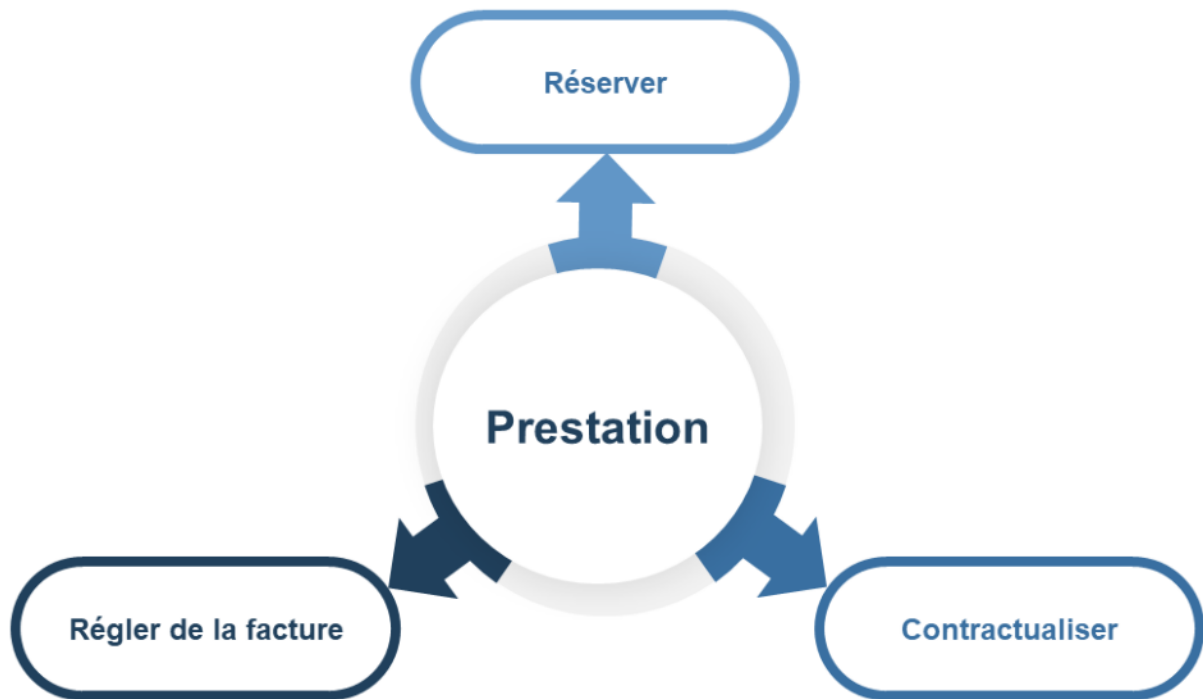 Réserver
Prestation
Régler de la facture
Contractualiser